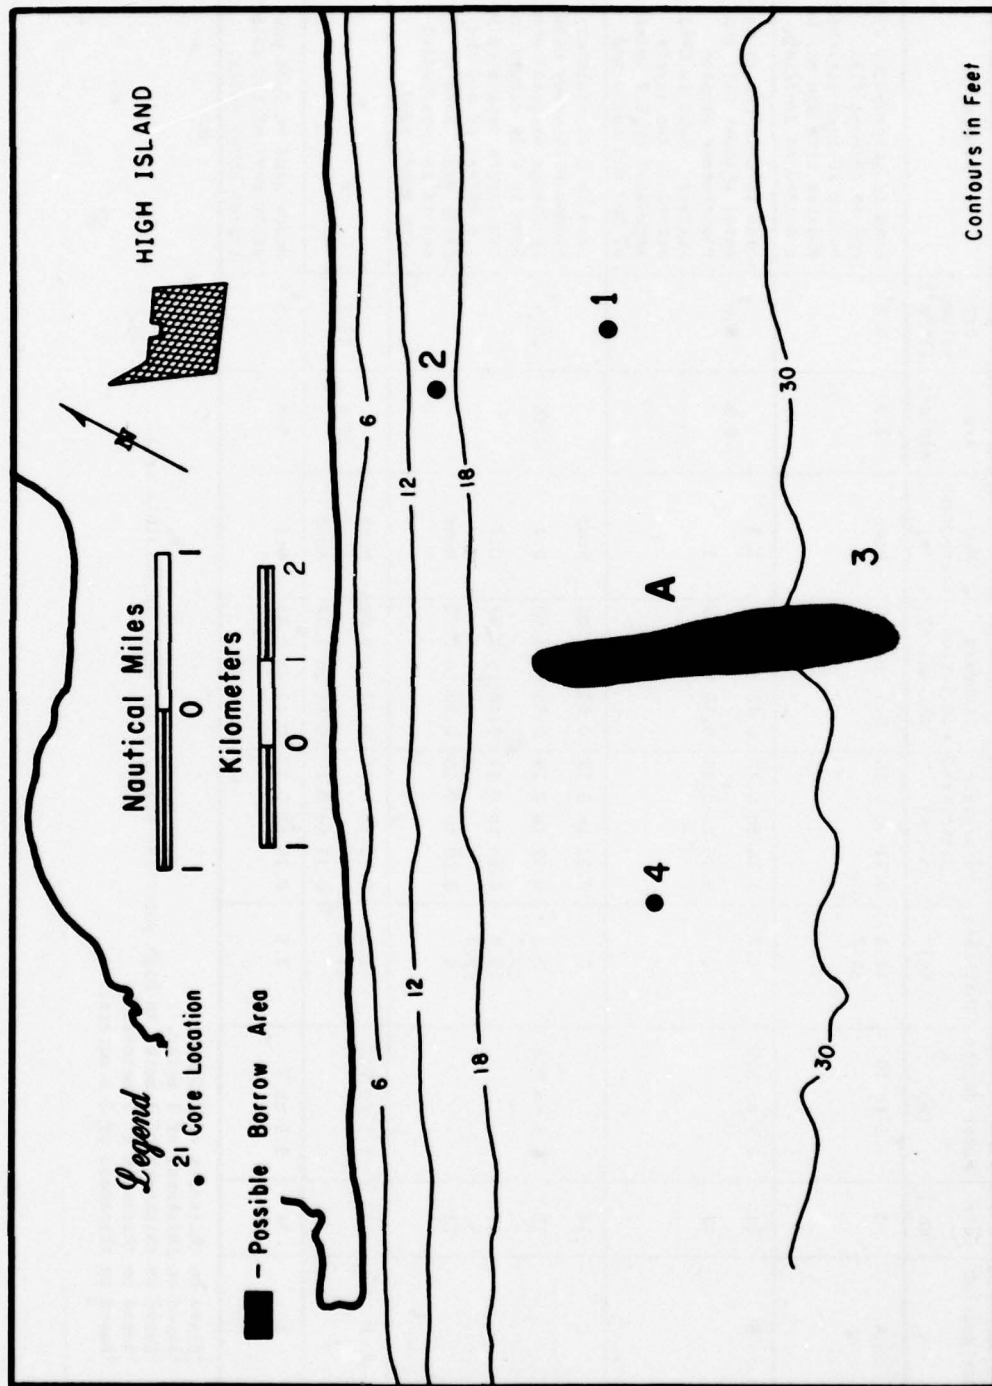 HIGH ISLAND
N
Nautical Miles
1 0 1
Kilometers
1 0 1 2
Legend
21 Core Location
– Possible Borrow Area
6
6
12
12
18
18
2
1
A
4
30
30
3
Contours in Feet